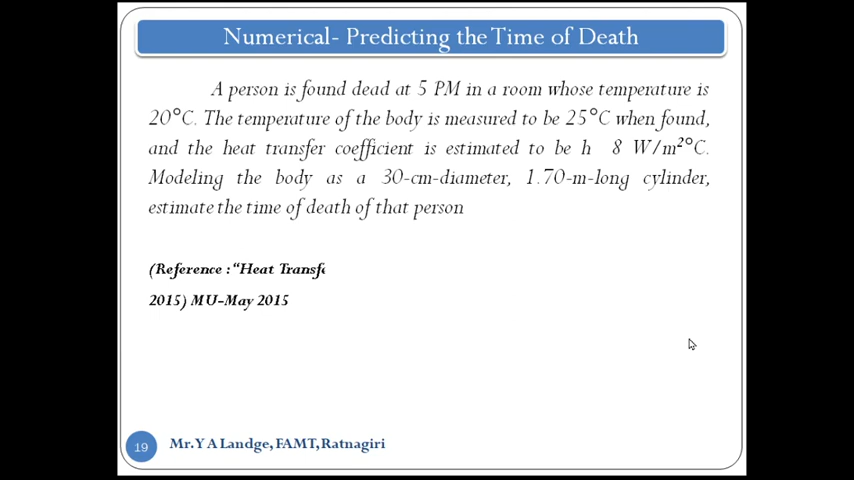 Numerical- Predicting the Time of Death
A person is found dead at 5 PM in a room whose temperature is
20°C. The temperature of the body is measured to be 25°C when found,
and the heat transfer coefficient is estimated to be h 8 W/m²°C.
Modeling the body as a 30-cm-diameter, 1.70-m-long cylinder,
estimate the time of death of that person
(Reference : “Heat Transfe
2015) MU-May 2015
19 Mr. Y A Landge, FAMT, Ratnagiri